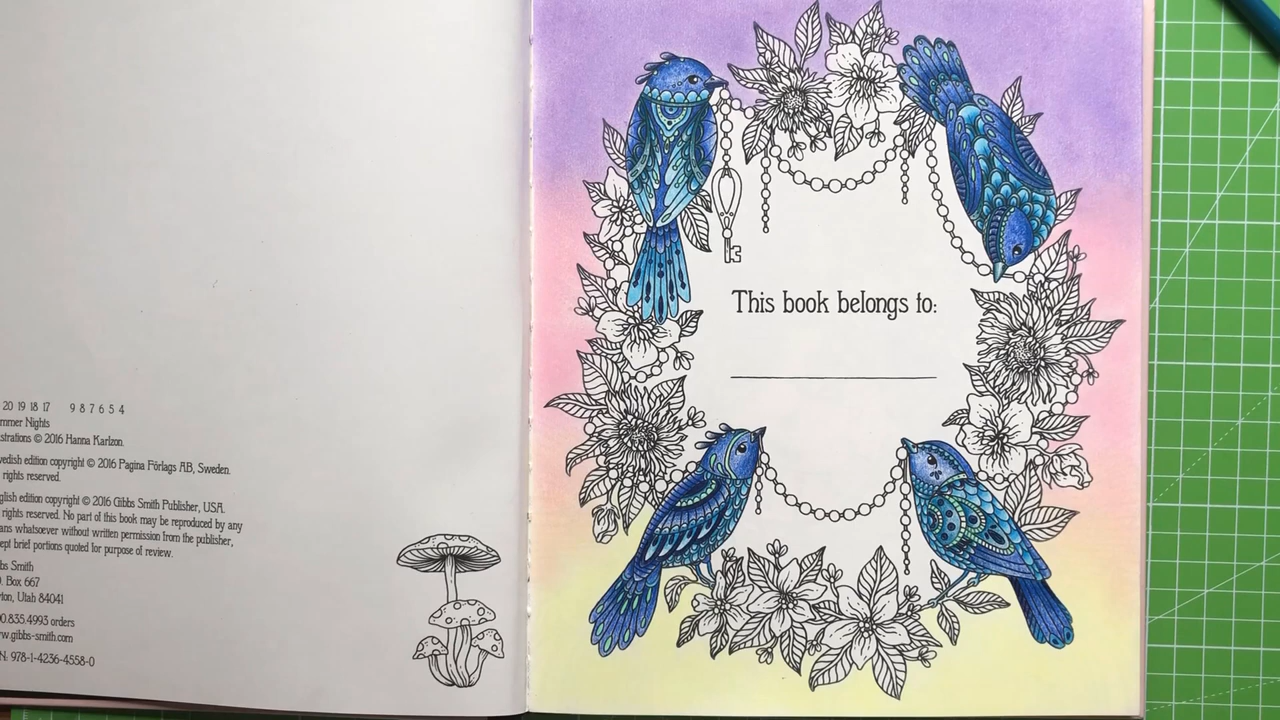 20 19 18 17 9 8 7 6 5 4
mmer Nights
strations © 2016 Hanna Karlzon.
wedish edition copyright © 2016 Pagina Förlags AB, Sweden.
rights reserved.
glish edition copyright © 2016 Gibbs Smith Publisher, USA.
rights reserved. No part of this book may be reproduced by any
ans whatsoever without written permission from the publisher,
ept brief portions quoted for purpose of review.
bs Smith
Box 667
ton, Utah 84041
00.835.4993 orders
w.gibbs-smith.com
N: 978-1-4236-4558-0
This book belongs to: